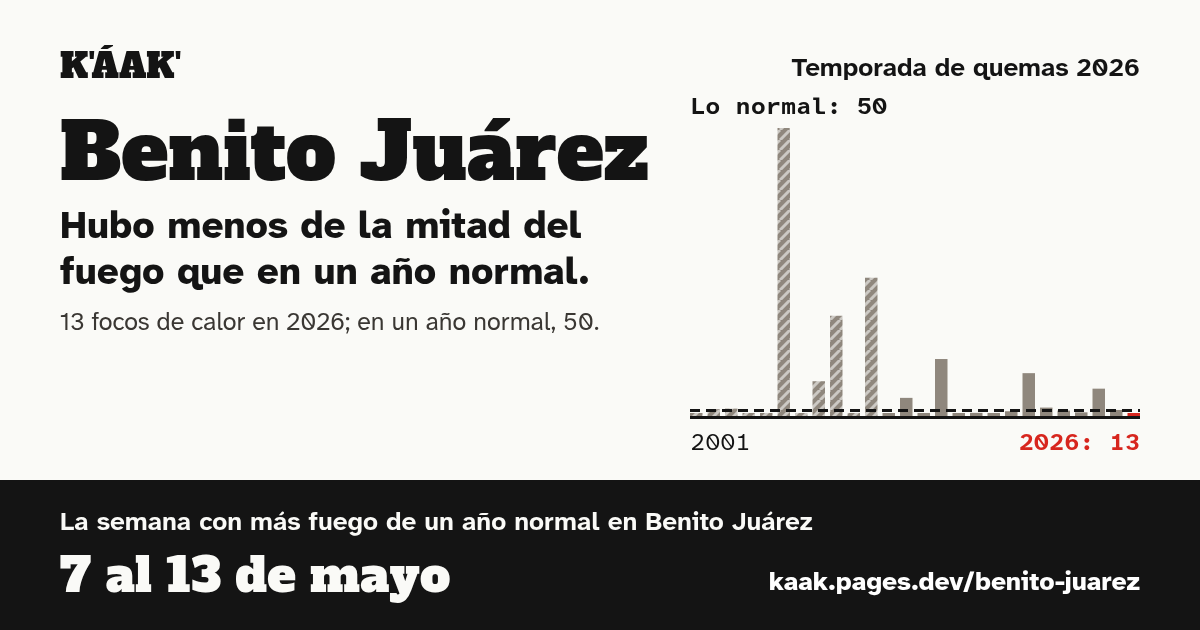 K'ÁAK'
Benito Juárez
Hubo menos de la mitad del
fuego que en un año normal.
13 focos de calor en 2026; en un año normal, 50.
Temporada de quemas 2026
Lo normal: 50
2001
2026: 13
La semana con más fuego de un año normal en Benito Juárez
7 al 13 de mayo
kaak.pages.dev/benito-juarez